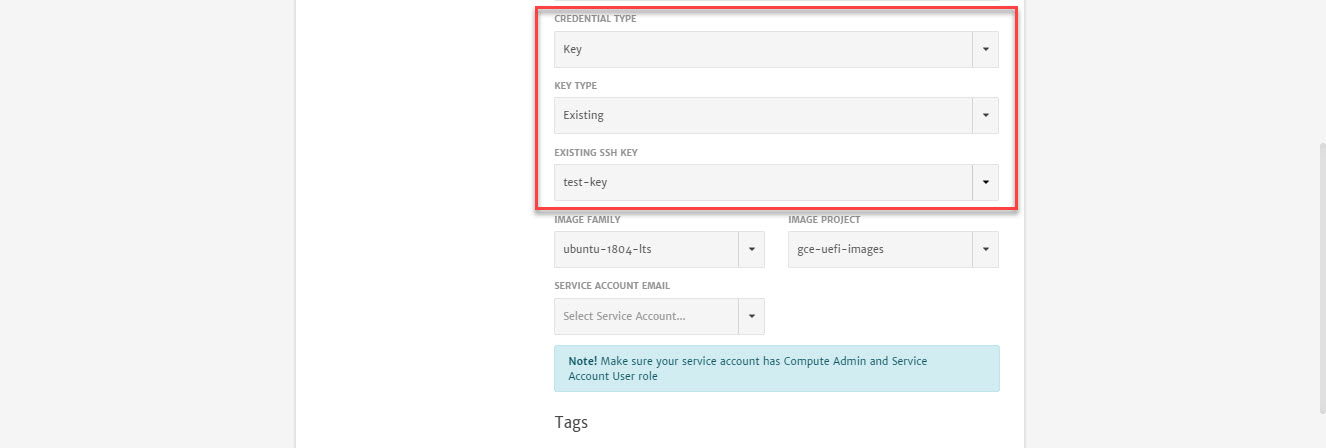 CREDENTIAL TYPE
Key
KEY TYPE
Existing
EXISTING SSH KEY
test-key
IMAGE FAMILY
IMAGE PROJECT
ubuntu-1804-lts
gce-uefi-images
SERVICE ACCOUNT EMAIL
Select Service Account...
Note! Make sure your service account has Compute Admin and Service
Account User role
Tags